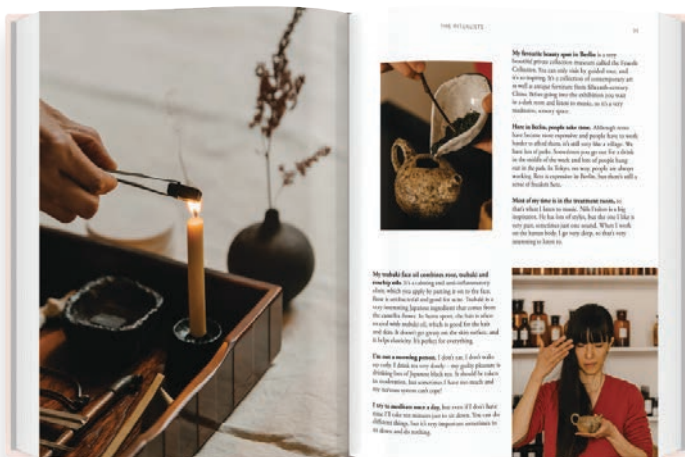 THE RITUALISTS
My favourite beauty spot in Berlin is a very
beautiful private collection museum called the Feuerle
Collection. You can only visit by guided tour, and
it's so inspiring. It's a collection of contemporary art
as well as antique furniture from fifteenth-century
China. When going into the exhibition you wait
in a dark room and listen to music, so it's a very
meditative, sensory space.
Here in Berlin, people take time. Although rents
have become more expensive and people have to work
harder to afford them, it's still very like a village. We
have lots of parks. Sometimes you go out for a drink
in the middle of the week and lots of people hang
out in the park. In Tokyo, no way, people are always
working. Rent is expensive in Berlin, but there's still a
sense of freedom here.
Most of my time is in the treatment room, so
that's when I listen to music. Nils Frahm is a big
inspiration. He has lots of styles, but the one I like is
very pure, sometimes just one sound. When I work
on the human body, I go very deep, so that's very
interesting to listen to.
My tsubaki face oil combines rose, tsubaki and
rosehip oils. It's a calming and anti-inflammatory
elixir, which you apply by patting it on to the face.
Rose is antibacterial and good for acne. Tsubaki is a
very interesting Japanese ingredient that comes from
the camellia flower. In Japan sports, the hair is often
waxed with tsubaki oil, which is good for the hair
and skin. It doesn't get greasy on the skin surface, and
it helps elasticity. It's perfect for everything.
I'm not a morning person. I don't eat. I don't wake
up early. I drink tea very slowly – my guilty pleasure is
drinking lots of Japanese black tea. It should be taken
in moderation, but sometimes I have too much and
my nervous system can't cope!
I try to meditate once a day, but even if I don't have
time I'll take ten minutes just to sit down. You can do
different things, but it's very important sometimes to
sit down and do nothing.